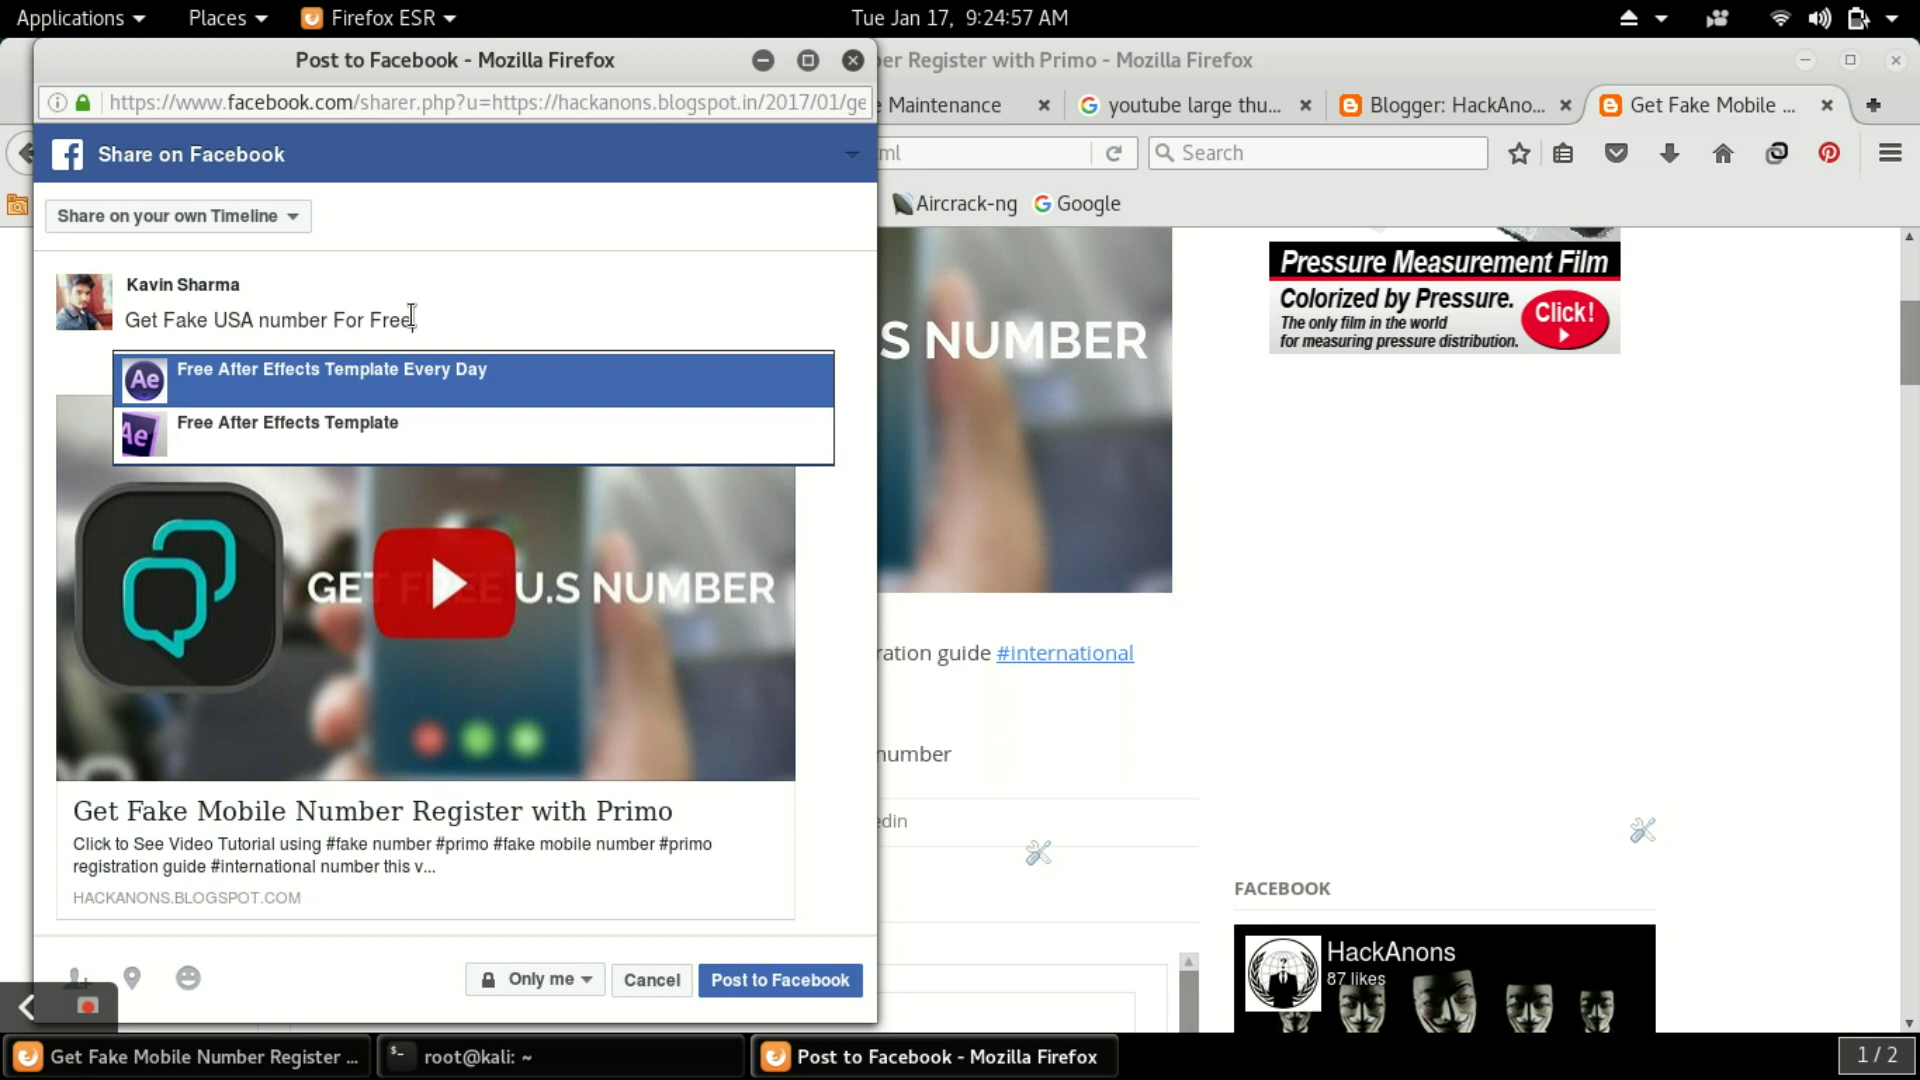 Applications Places Firefox ESR Tue Jan 17, 9:24:57 AM
Post to Facebook - Mozilla Firefox
er Register with Primo - Mozilla Firefox
https://www.facebook.com/sharer.php?u=https://hackanons.blogspot.in/2017/01/ge
Maintenance youtube large thu... Blogger: HackAno... Get Fake Mobile ...
Share on Facebook
ml Search
Share on your own Timeline
Aircrack-ng Google
Kavin Sharma
Get Fake USA number For Free
Free After Effects Template Every Day
Free After Effects Template
Ae
Ae
GET FREE U.S NUMBER
Get Fake Mobile Number Register with Primo
Click to See Video Tutorial using #fake number #primo #fake mobile number #primo
registration guide #international number this v...
HACKANONS.BLOGSPOT.COM
Only me Cancel Post to Facebook
S NUMBER
Pressure Measurement Film
Colorized by Pressure.
The only film in the world
for measuring pressure distribution.
Click!
ration guide #international
number
edin
FACEBOOK
HackAnons
87 likes
Get Fake Mobile Number Register ... root@kali: ~ Post to Facebook - Mozilla Firefox 1 / 2